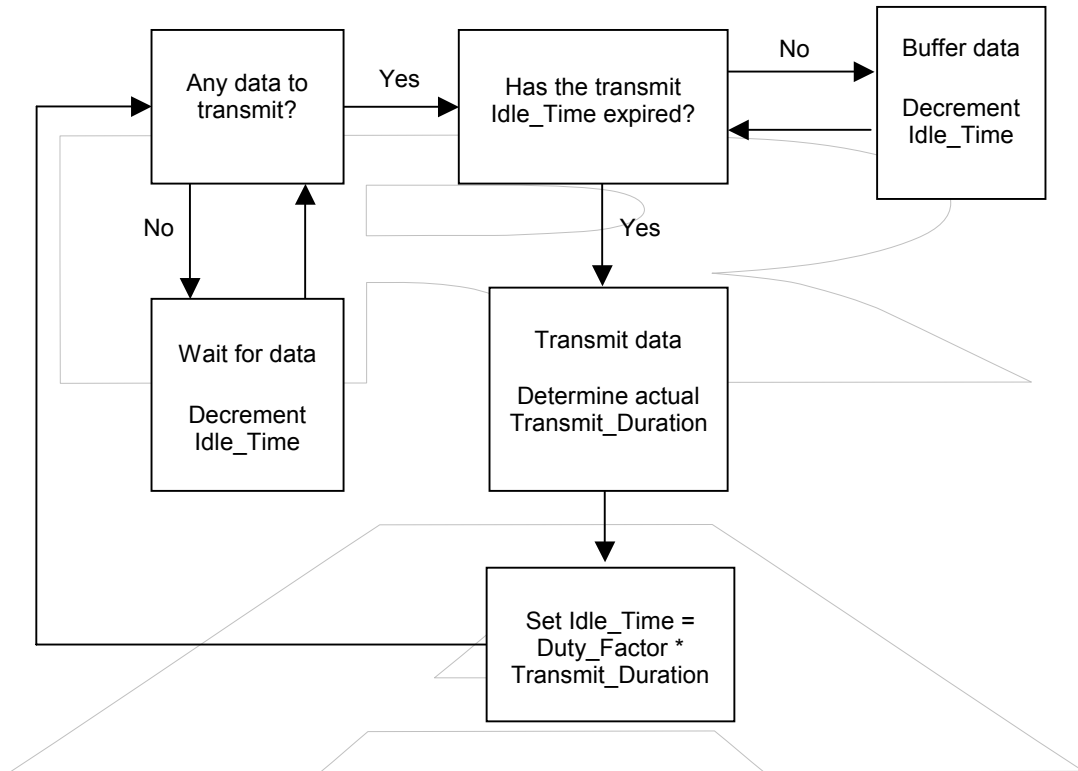 Any data to
transmit?
Yes
Has the transmit
Idle_Time expired?
No
Buffer data
Decrement
Idle_Time
No
Yes
Wait for data
Decrement
Idle_Time
Transmit data
Determine actual
Transmit_Duration
Set Idle_Time =
Duty_Factor *
Transmit_Duration